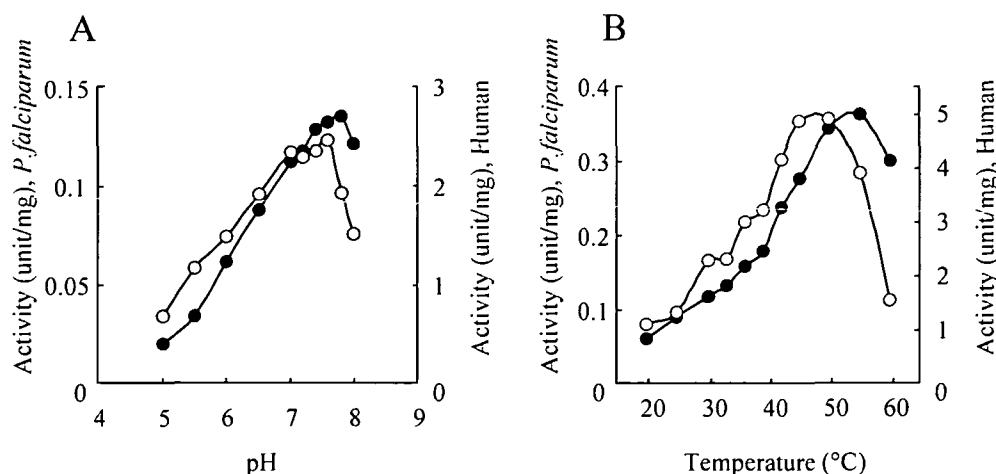 A
Activity (unit/mg), P.falciparum
0.15
0.1
0.05
0
3
2
1
0
Activity (unit/mg), Human
4 5 6 7 8 9
pH
B
Activity (unit/mg), P.falciparum
0.4
0.3
0.2
0.1
0
5
4
3
2
1
0
Activity (unit/mg), Human
20 30 40 50 60
Temperature (°C)